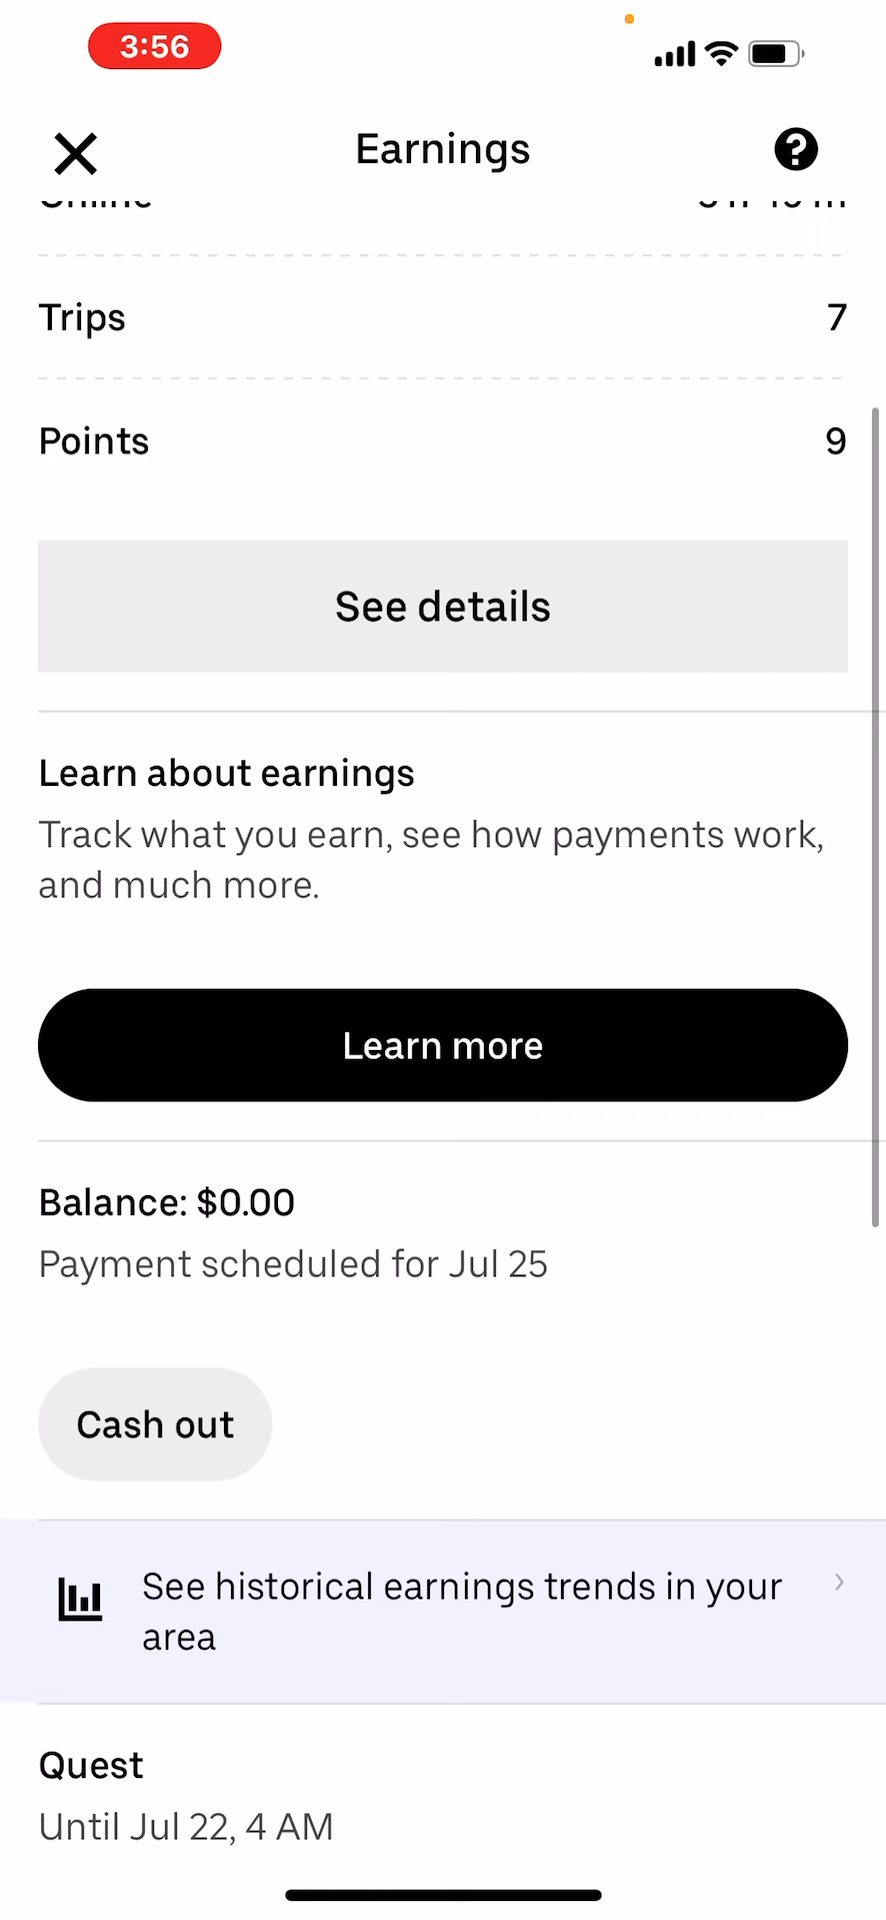 3:56
Earnings
Trips 7
Points 9
See details
Learn about earnings
Track what you earn, see how payments work,
and much more.
Learn more
Balance: $0.00
Payment scheduled for Jul 25
Cash out
See historical earnings trends in your
area
Quest
Until Jul 22, 4 AM